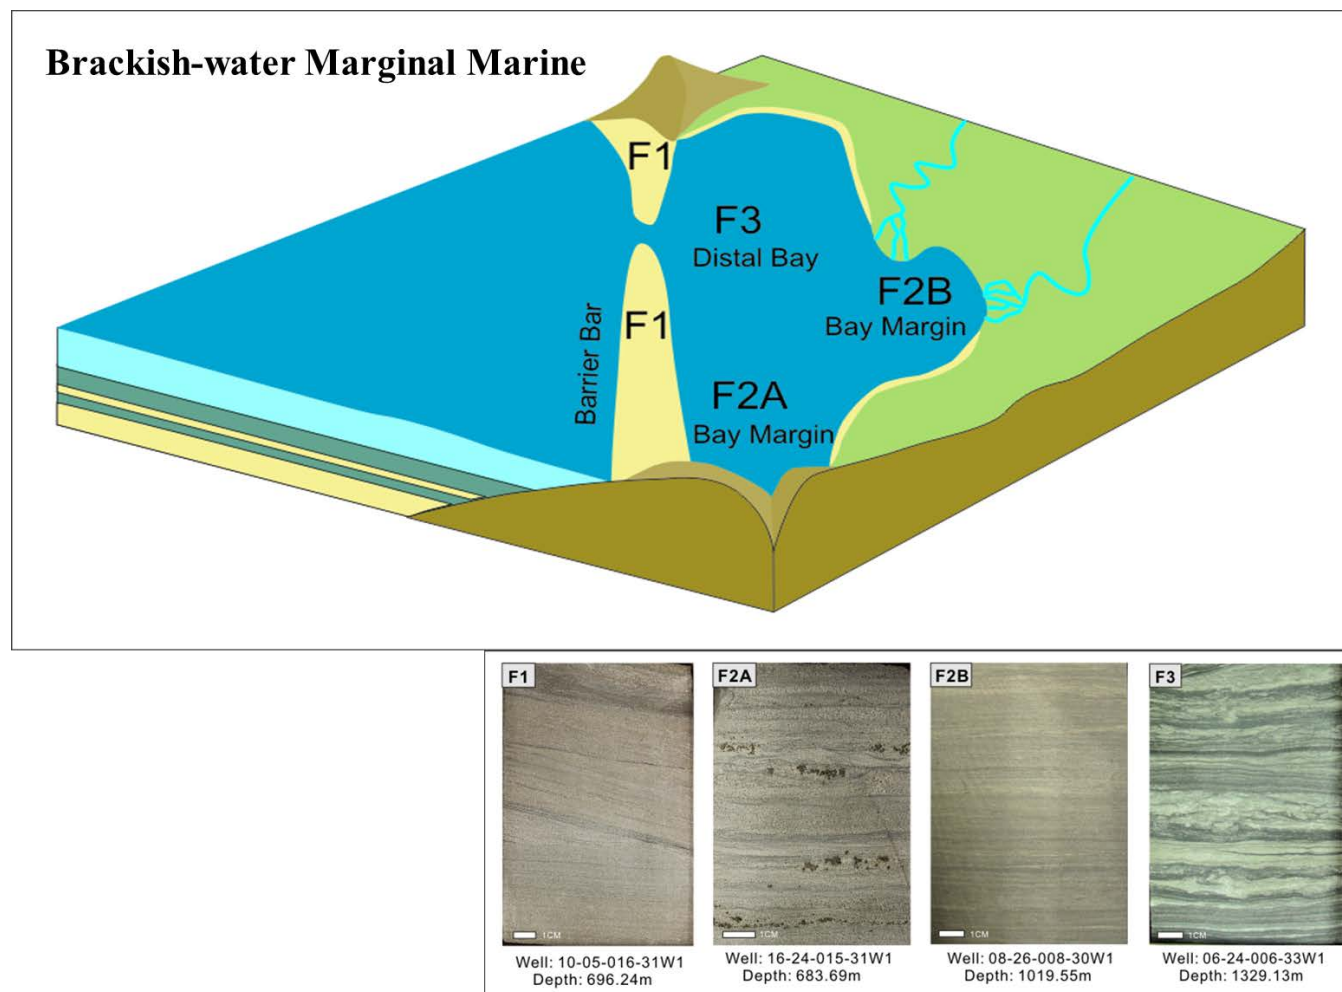 Brackish-water Marginal Marine
F1
F3
Distal Bay
F2B
Bay Margin
F1
Barrier Bar
F2A
Bay Margin
F1
F2A
F2B
F3
1CM
1CM
1CM
1CM
Well: 10-05-016-31W1
Depth: 696.24m
Well: 16-24-015-31W1
Depth: 683.69m
Well: 08-26-008-30W1
Depth: 1019.55m
Well: 06-24-006-33W1
Depth: 1329.13m